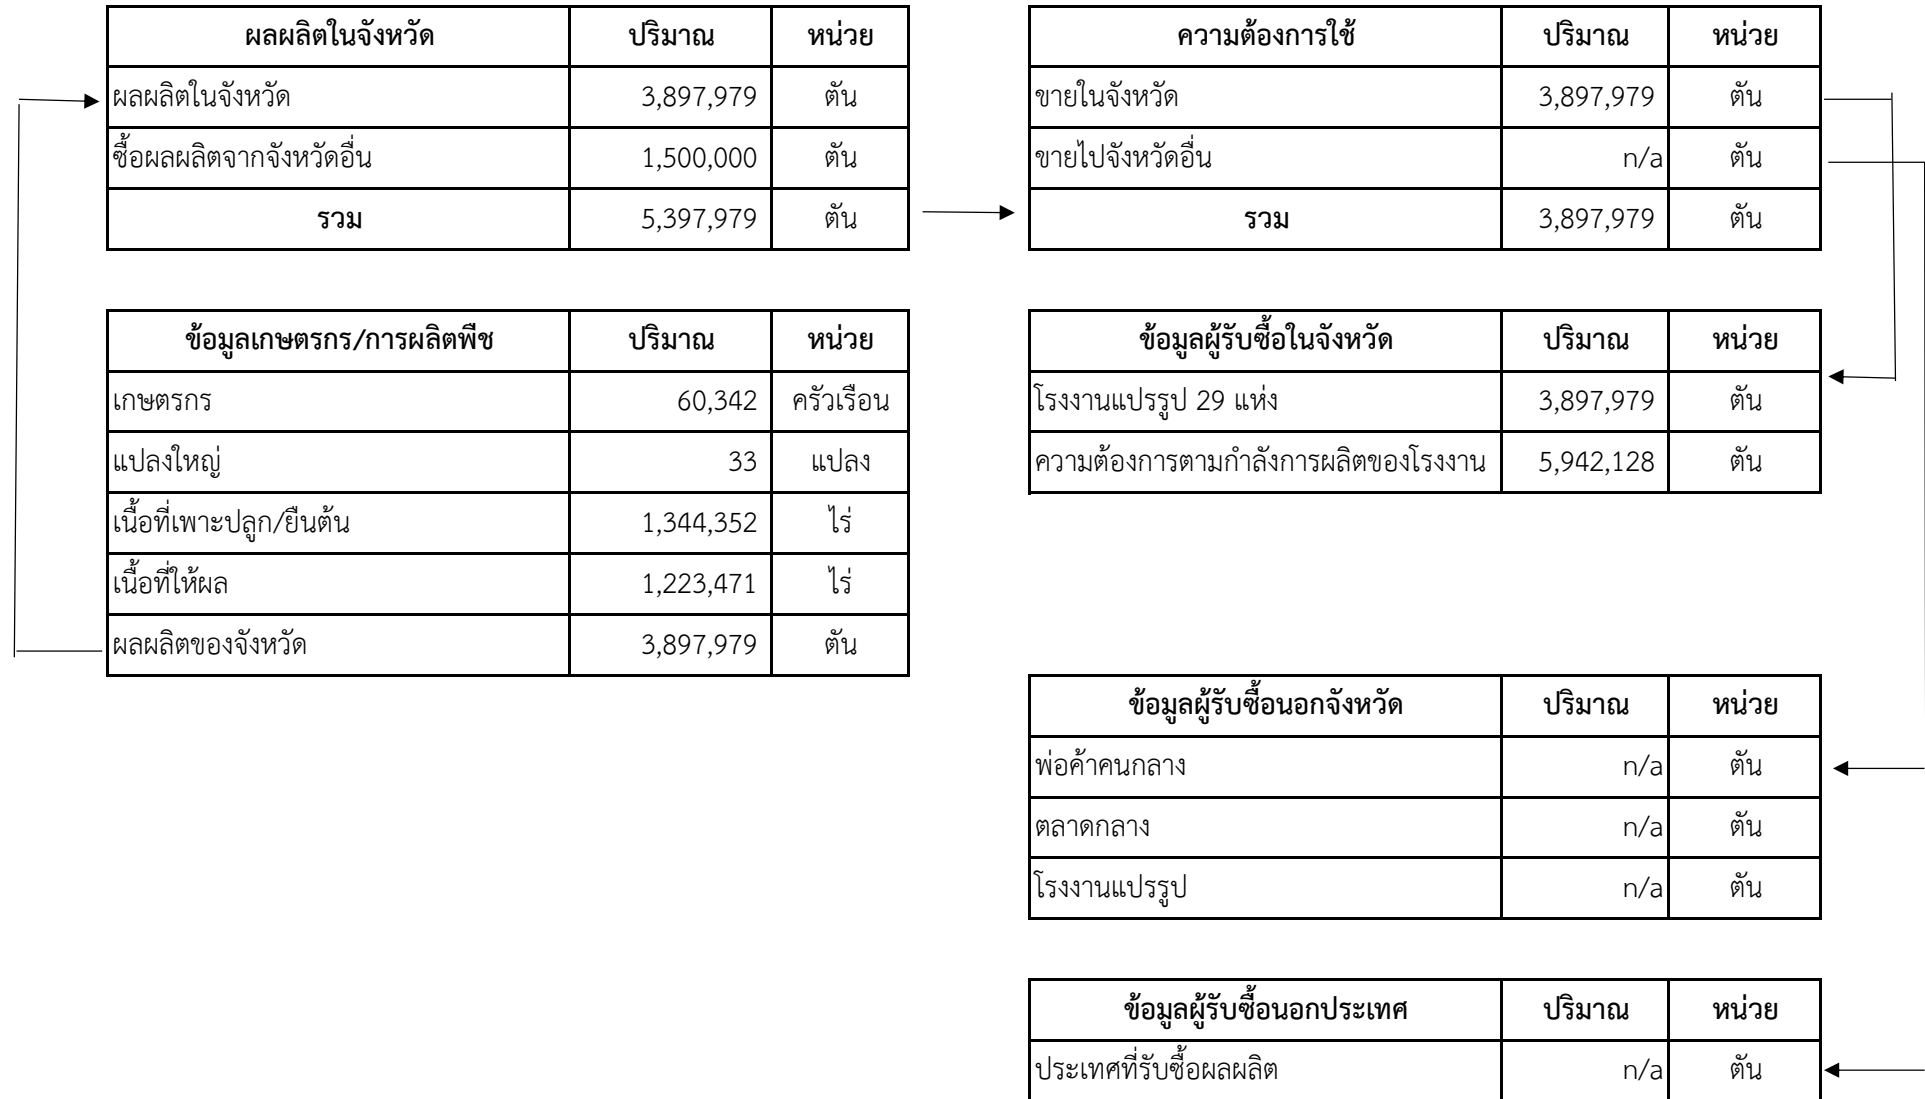 ผลผลิตในจังหวัด ปริมาณ หน่วย
ผลผลิตในจังหวัด 3,897,979 ตัน
ซื้อผลผลิตจากจังหวัดอื่น 1,500,000 ตัน
รวม 5,397,979 ตัน
ความต้องการใช้ ปริมาณ หน่วย
ขายในจังหวัด 3,897,979 ตัน
ขายไปจังหวัดอื่น n/a ตัน
รวม 3,897,979 ตัน
ข้อมูลเกษตรกร/การผลิตพืช ปริมาณ หน่วย
เกษตรกร 60,342 ครัวเรือน
แปลงใหญ่ 33 แปลง
เนื้อที่เพาะปลูก/ยืนต้น 1,344,352 ไร่
เนื้อที่ให้ผล 1,223,471 ไร่
ผลผลิตของจังหวัด 3,897,979 ตัน
ข้อมูลผู้รับซื้อในจังหวัด ปริมาณ หน่วย
โรงงานแปรรูป 29 แห่ง 3,897,979 ตัน
ความต้องการตามกำลังการผลิตของโรงงาน 5,942,128 ตัน
ข้อมูลผู้รับซื้อนอกจังหวัด ปริมาณ หน่วย
พ่อค้าคนกลาง n/a ตัน
ตลาดกลาง n/a ตัน
โรงงานแปรรูป n/a ตัน
ข้อมูลผู้รับซื้อนอกประเทศ ปริมาณ หน่วย
ประเทศที่รับซื้อผลผลิต n/a ตัน